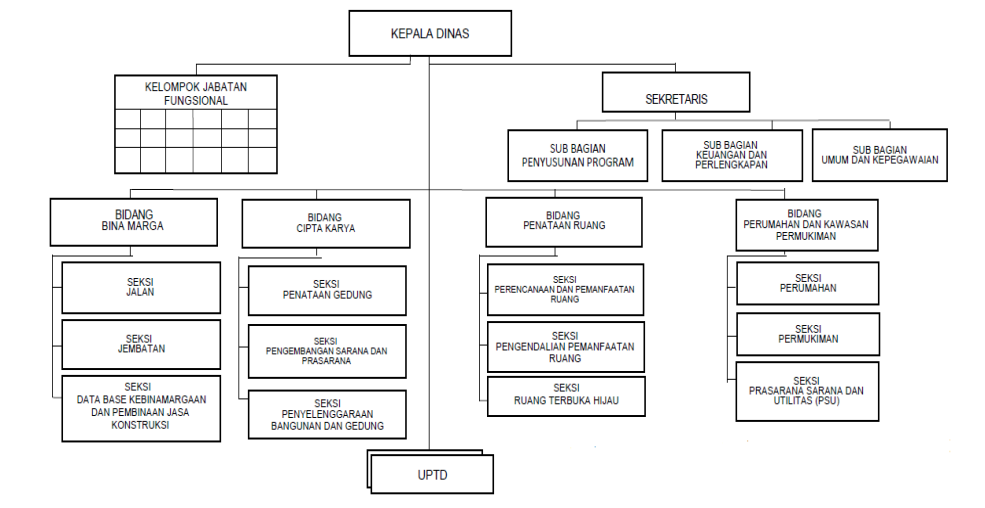 KEPALA DINAS
KELOMPOK JABATAN
FUNGSIONAL
SEKRETARIS
SUB BAGIAN
PENYUSUNAN PROGRAM
SUB BAGIAN
KEUANGAN DAN
PERLENGKAPAN
SUB BAGIAN
UMUM DAN KEPEGAWAIAN
BIDANG
BINA MARGA
SEKSI
JALAN
SEKSI
JEMBATAN
SEKSI
DATA BASE KEBINAMARGAAN
DAN PEMBINAAN JASA
KONSTRUKSI
BIDANG
CIPTA KARYA
SEKSI
PENATAAN GEDUNG
SEKSI
PENGEMBANGAN SARANA DAN
PRASARANA
SEKSI
PENYELENGGARAAN
BANGUNAN DAN GEDUNG
BIDANG
PENATAAN RUANG
SEKSI
PERENCANAAN DAN PEMANFAATAN
RUANG
SEKSI
PENGENDALIAN PEMANFAATAN
RUANG
SEKSI
RUANG TERBUKA HIJAU
BIDANG
PERUMAHAN DAN KAWASAN
PERMUKIMAN
SEKSI
PERUMAHAN
SEKSI
PERMUKIMAN
SEKSI
PRASARANA SARANA DAN
UTILITAS (PSU)
UPTD